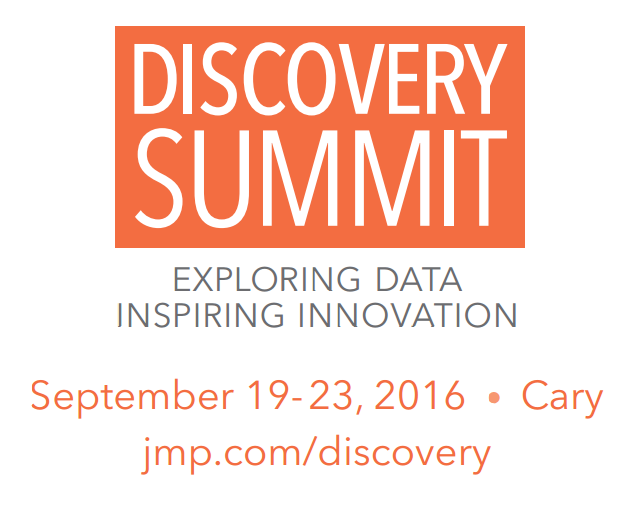 DISCOVERY
SUMMIT
EXPLORING DATA
INSPIRING INNOVATION
September 19-23, 2016 • Cary
jmp.com/discovery